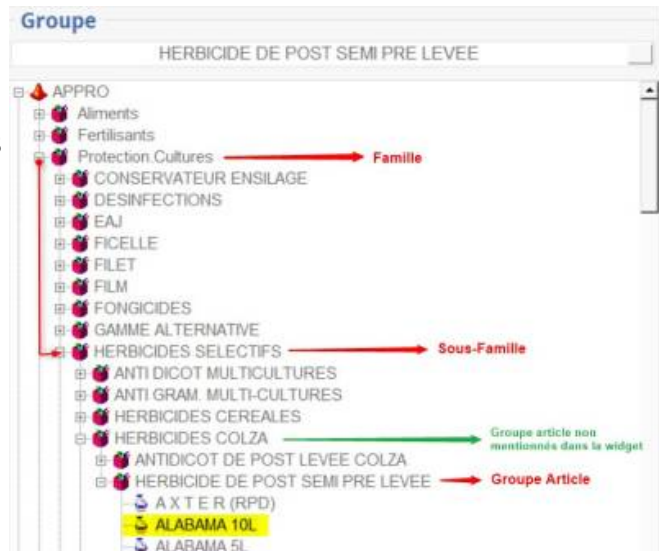 Groupe
HERBICIDE DE POST SEMI PRE LEVEE
APPRO
Aliments
Fertilisants
Protection Cultures Famille
CONSERVATEUR ENSILAGE
DESINFECTIONS
EAJ
FICELLE
FILET
FILM
FONGICIDES
GAMME ALTERNATIVE
HERBICIDES SELECTIFS Sous-Famille
ANTI DICOT MULTICULTURES
ANTI GRAM. MULTI-CULTURES
HERBICIDES CEREALES
HERBICIDES COLZA Groupe article non
mentionnés dans la widget
ANTIDICOT DE POST LEVEE COLZA
HERBICIDE DE POST SEMI PRE LEVEE Groupe Article
A X T E R (RPD)
ALABAMA 10L
ALABAMA 5L